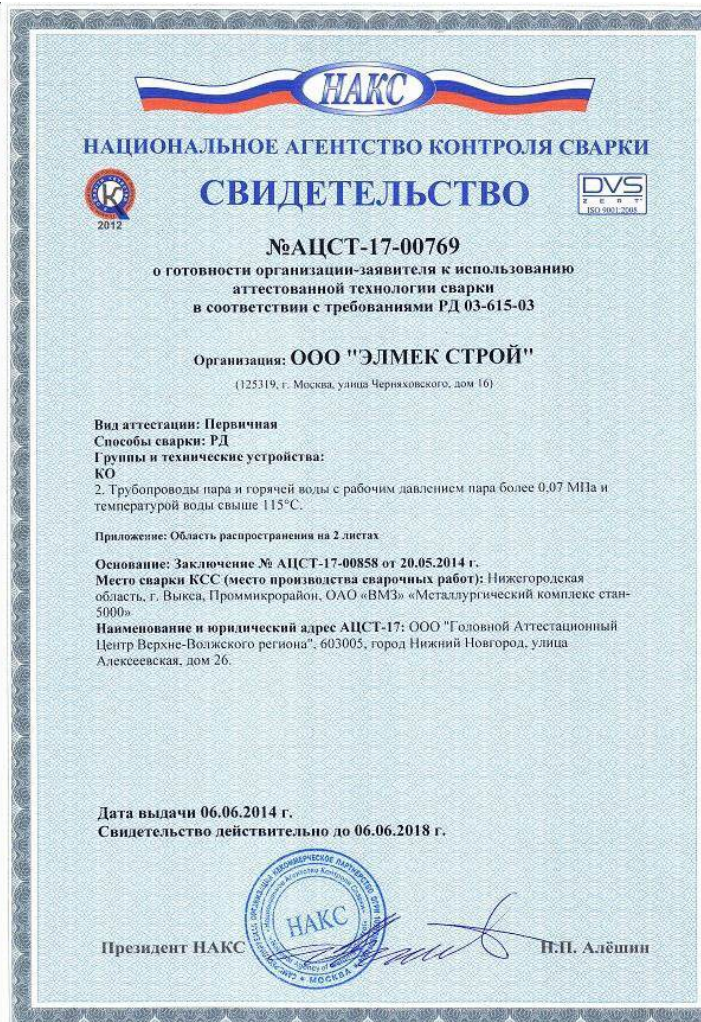 НАКС
НАЦИОНАЛЬНОЕ АГЕНТСТВО КОНТРОЛЯ СВАРКИ
СВИДЕТЕЛЬСТВО
2012
DVS
ZERT
ISO 9001:2008
№АЦСТ-17-00769
о готовности организации-заявителя к использованию
аттестованной технологии сварки
в соответствии с требованиями РД 03-615-03
Организация: ООО "ЭЛМЕК СТРОЙ"
(125319, г. Москва, улица Черняховского, дом 16)
Вид аттестации: Первичная
Способы сварки: РД
Группы и технические устройства:
КО
2. Трубопроводы пара и горячей воды с рабочим давлением пара более 0,07 МПа и
температурой воды свыше 115°С.
Приложение: Область распространения на 2 листах
Основание: Заключение № АЦСТ-17-00858 от 20.05.2014 г.
Место сварки КСС (место производства сварочных работ): Нижегородская
область, г. Выкса, Проммикрорайон, ОАО «ВМЗ» «Металлургический комплекс стан-
5000»
Наименование и юридический адрес АЦСТ-17: ООО "Головной Аттестационный
Центр Верхне-Волжского региона", 603005, город Нижний Новгород, улица
Алексеевская, дом 26.
Дата выдачи 06.06.2014 г.
Свидетельство действительно до 06.06.2018 г.
НАКС
МОСКВА
Президент НАКС
Н.П. Алёшин